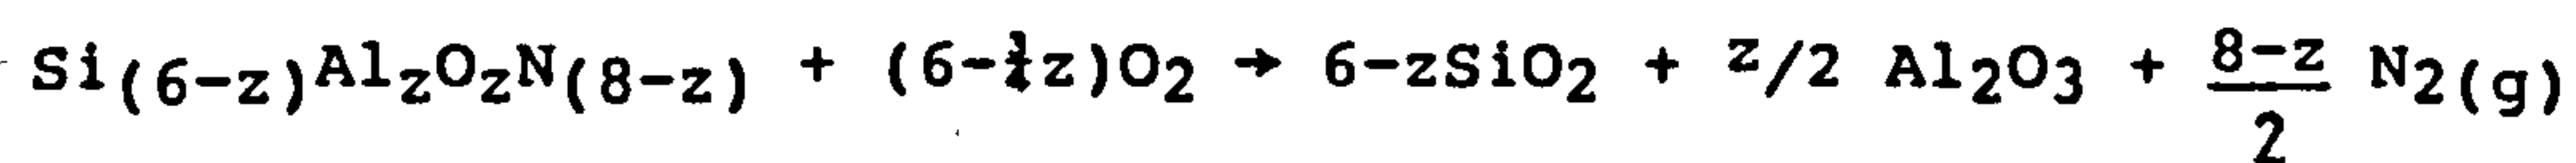 Si(6-z)AlzOzN(8-z) + (6-¾z)O2 → 6-zSiO2 + z/2 Al2O3 + 8-z/2 N2(g)